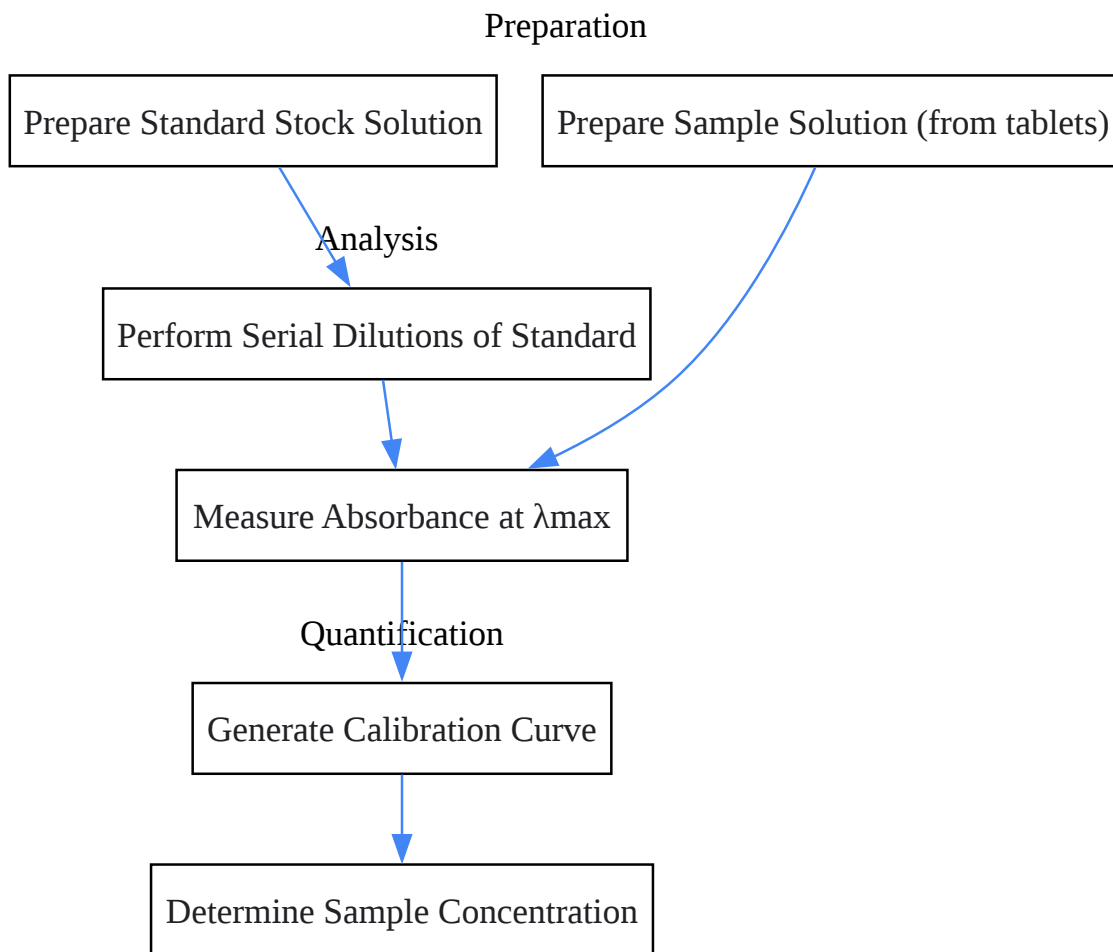 Preparation
Prepare Standard Stock Solution
Prepare Sample Solution (from tablets)
Analysis
Perform Serial Dilutions of Standard
Measure Absorbance at λmax
Quantification
Generate Calibration Curve
Determine Sample Concentration